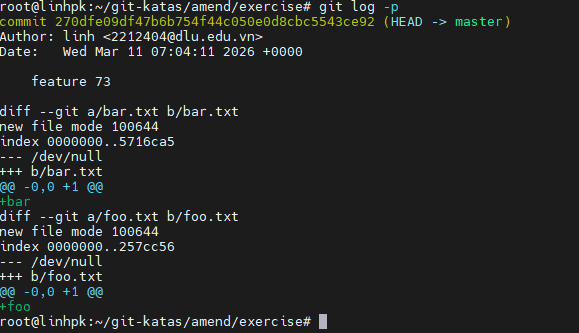 root@linhpk:~/git-katas/amend/exercise# git log -p
commit 270dfe09df47b6b754f44c050e0d8cbc5543ce92 (HEAD -> master)
Author: linh <2212404@dlu.edu.vn>
Date:   Wed Mar 11 07:04:11 2026 +0000

    feature 73

diff --git a/bar.txt b/bar.txt
new file mode 100644
index 0000000..5716ca5
--- /dev/null
+++ b/bar.txt
@@ -0,0 +1 @@
+bar
diff --git a/foo.txt b/foo.txt
new file mode 100644
index 0000000..257cc56
--- /dev/null
+++ b/foo.txt
@@ -0,0 +1 @@
+foo
root@linhpk:~/git-katas/amend/exercise#